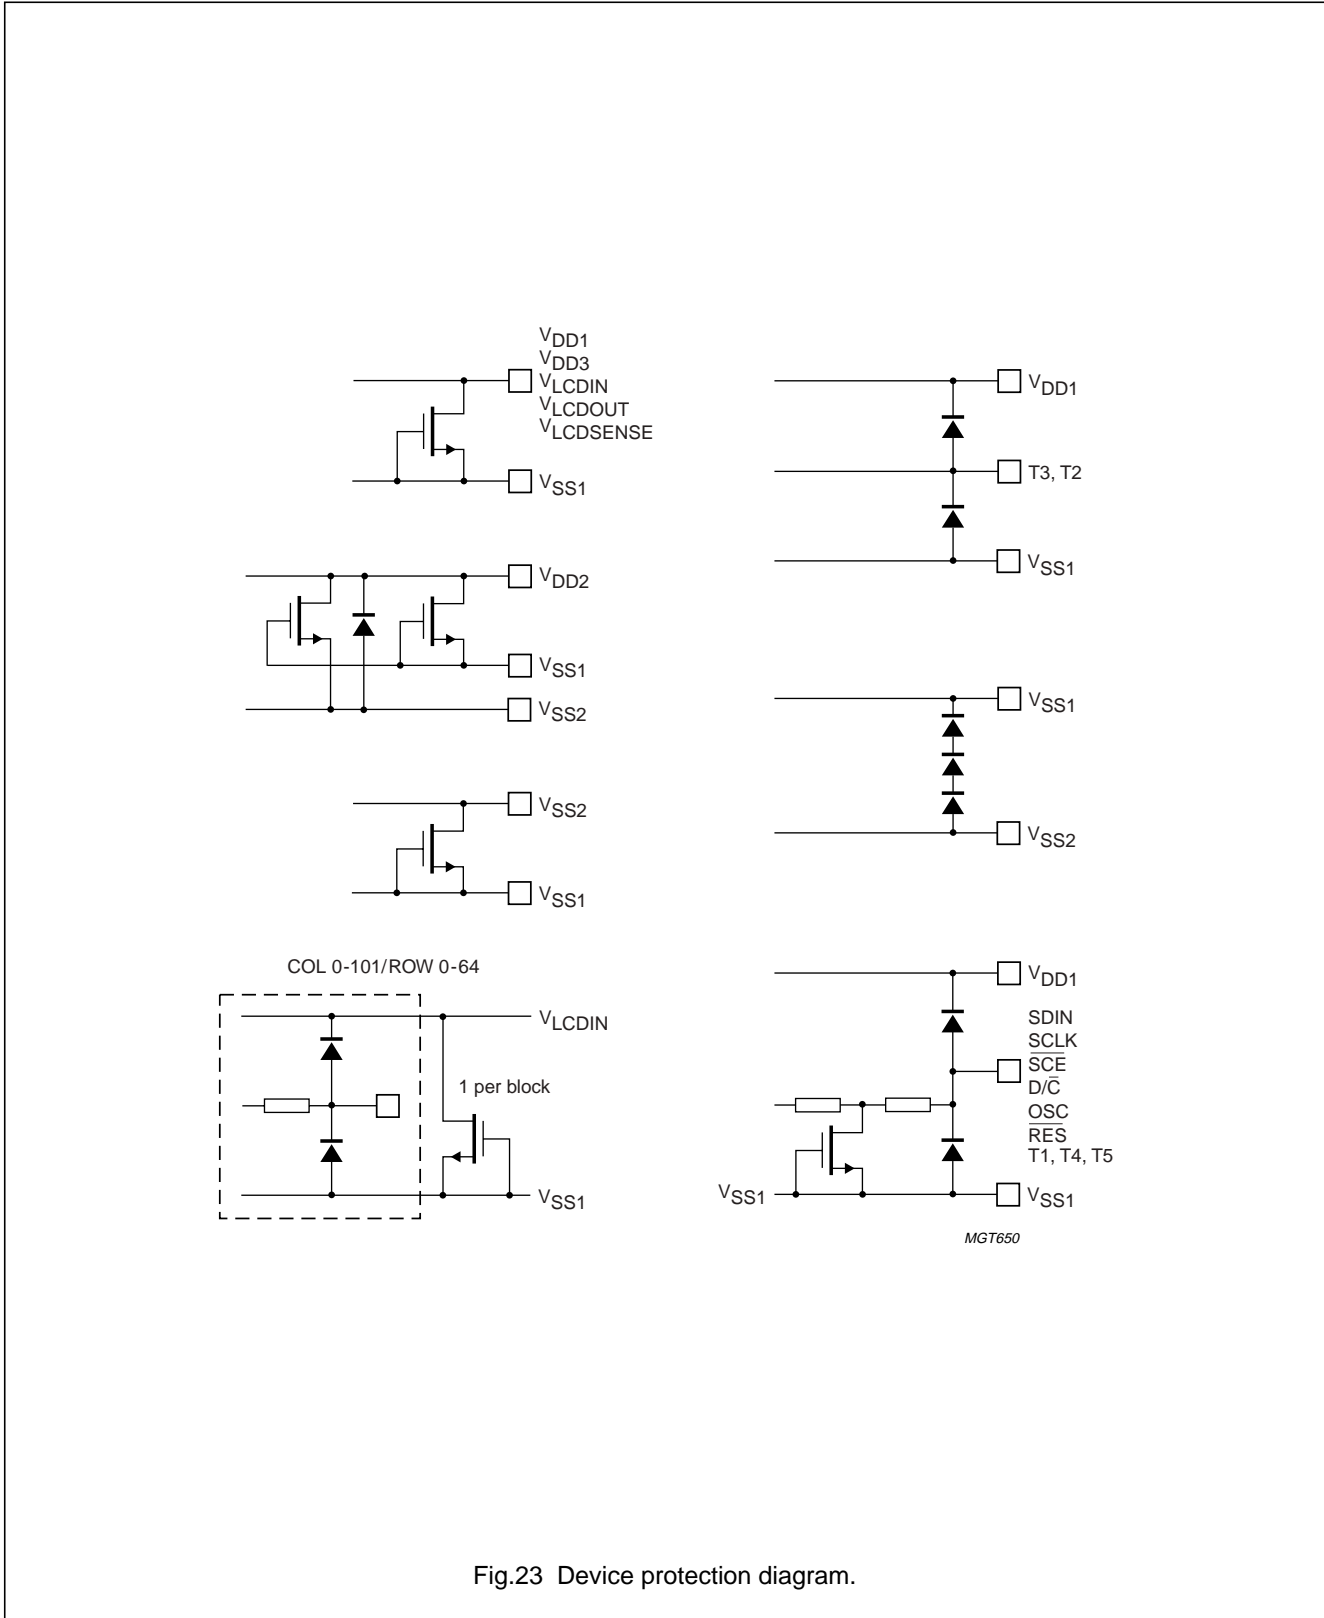 VDD1
VDD3
VLCDIN
VLCDOUT
VLCDSENSE
VSS1
VDD2
VSS1
VSS2
VSS2
VSS1
COL 0-101/ROW 0-64
VLCDIN
1 per block
VSS1
VDD1
T3, T2
VSS1
VSS1
VSS2
VDD1
SDIN
SCLK
S̅C̅E̅
D/C̅
OSC
R̅E̅S̅
T1, T4, T5
VSS1
VSS1
MGT650
Fig.23 Device protection diagram.